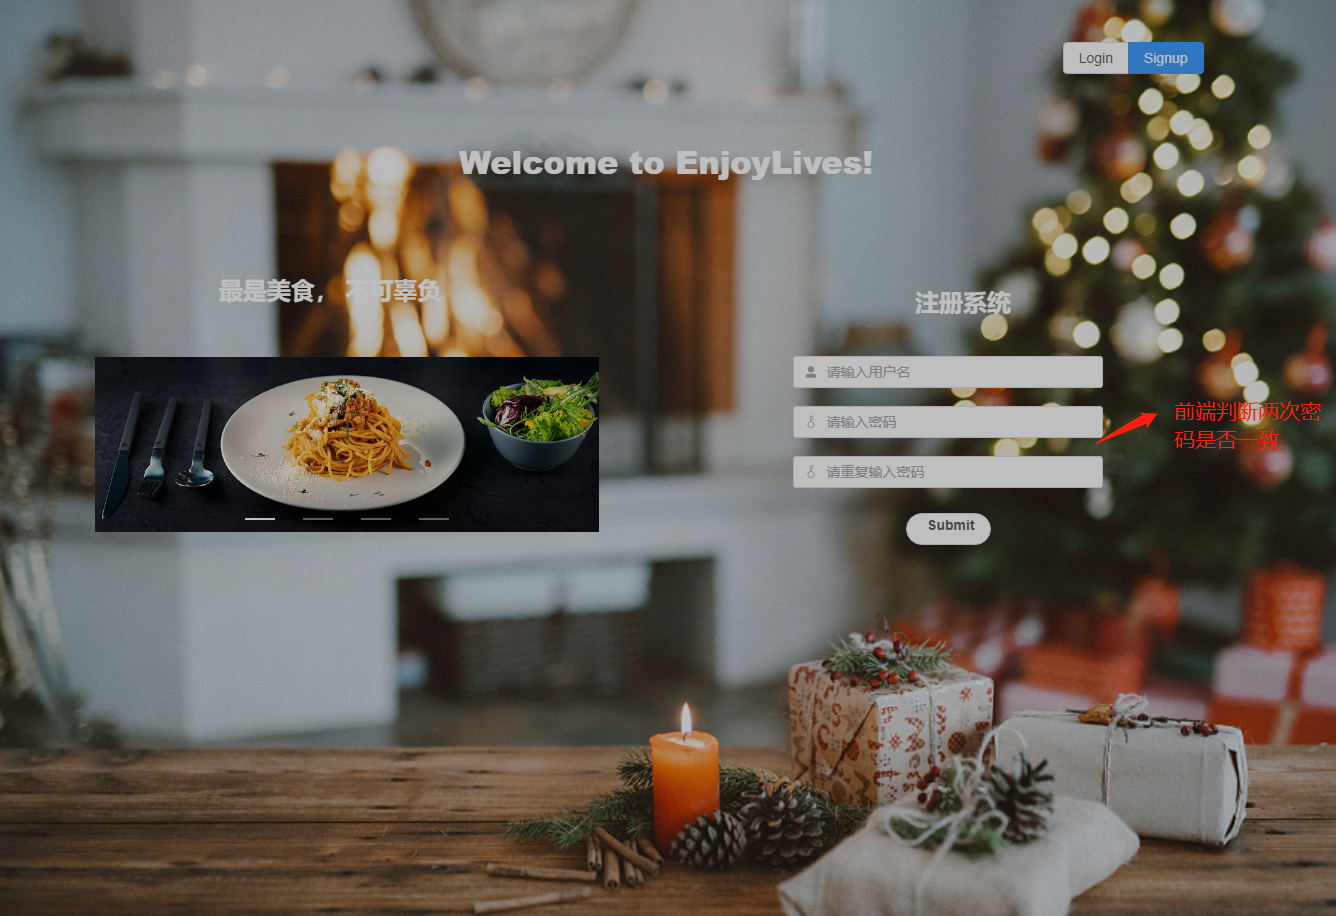 Login
Signup
Welcome to EnjoyLives!
最是美食， 不可辜负
注册系统
请输入用户名
请输入密码
请重复输入密码
Submit
前端判断两次密
码是否一致